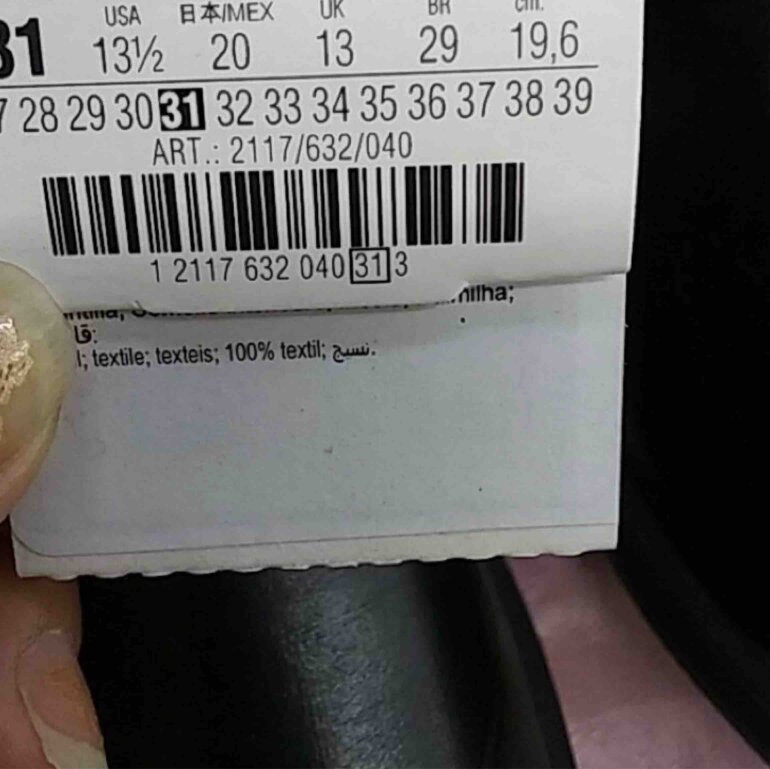 USA 日本/MEX UK BR cm.
31 13½ 20 13 29 19,6
28 29 30 31 32 33 34 35 36 37 38 39
ART.: 2117/632/040
1 2117 632 040 31 3
milha;
l; textile; texteis; 100% textil; نسيج.